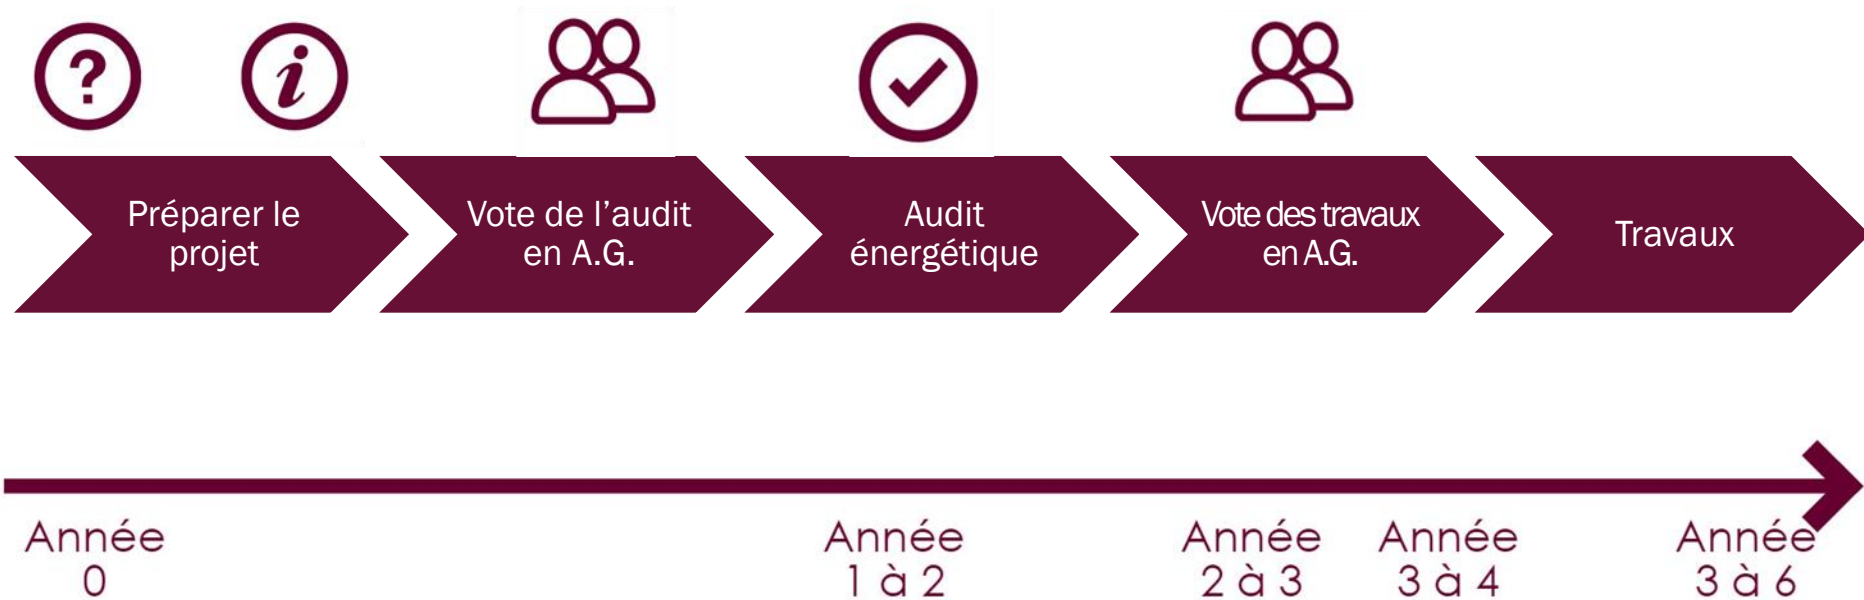 ?
i
Préparer le
projet
Vote de l'audit
en A.G.
Audit
énergétique
Vote des travaux
en A.G.
Travaux
Année
0
Année
1 à 2
Année
2 à 3
Année
3 à 4
Année
3 à 6